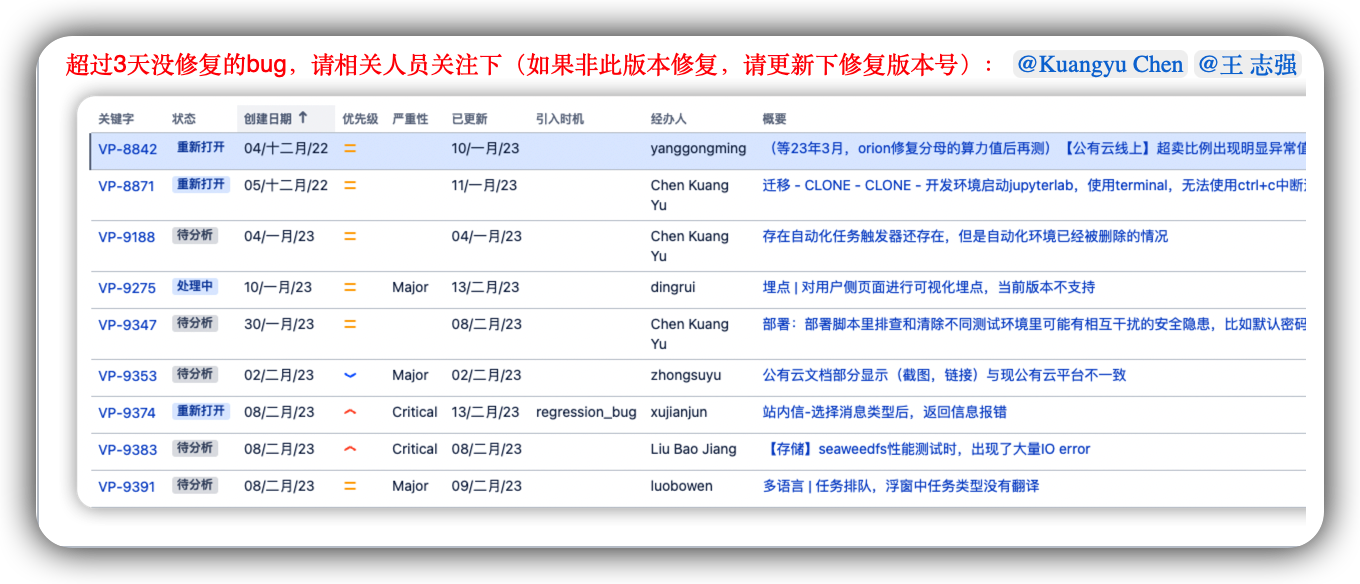 超过3天没修复的bug，请相关人员关注下（如果非此版本修复，请更新下修复版本号）： @Kuangyu Chen @王 志强
关键字 状态 创建日期 ↑ 优先级 严重性 已更新 引入时机 经办人 概要
VP-8842 重新打开 04/十二月/22 10/一月/23 yanggongming （等23年3月，orion修复分母的算力值后再测）【公有云线上】超卖比例出现明显异常值
VP-8871 重新打开 05/十二月/22 11/一月/23 Chen Kuang Yu 迁移 - CLONE - CLONE - 开发环境启动jupyterlab，使用terminal，无法使用ctrl+c中断
VP-9188 待分析 04/一月/23 04/一月/23 Chen Kuang Yu 存在自动化任务触发器还存在，但是自动化环境已经被删除的情况
VP-9275 处理中 10/一月/23 Major 13/二月/23 dingrui 埋点 | 对用户侧页面进行可视化埋点，当前版本不支持
VP-9347 待分析 30/一月/23 08/二月/23 Chen Kuang Yu 部署：部署脚本里排查和清除不同测试环境里可能有相互干扰的安全隐患，比如默认密码
VP-9353 待分析 02/二月/23 Major 02/二月/23 zhongsuyu 公有云文档部分显示（截图，链接）与现公有云平台不一致
VP-9374 重新打开 08/二月/23 Critical 13/二月/23 regression_bug xujianjun 站内信-选择消息类型后，返回信息报错
VP-9383 待分析 08/二月/23 Critical 08/二月/23 Liu Bao Jiang 【存储】seaweedfs性能测试时，出现了大量IO error
VP-9391 待分析 08/二月/23 Major 09/二月/23 luobowen 多语言 | 任务排队，浮窗中任务类型没有翻译